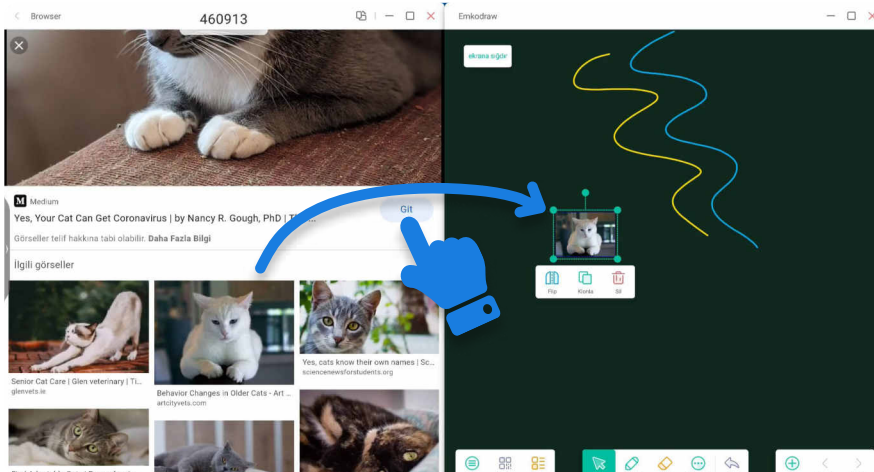 Browser
460913
Emkodraw
ekrana sığdır
M Medium
Yes, Your Cat Can Get Coronavirus | by Nancy R. Gough, PhD |
Git
Görseller telif hakkına tabi olabilir. Daha Fazla Bilgi
İlgili görseller
Flip
Klonla
Sil
Senior Cat Care | Glen veterinary | Ti...
glenvets.ie
Behavior Changes in Older Cats - Art ...
artcityvets.com
Yes, cats know their own names | Sc...
sciencenewsforstudents.org